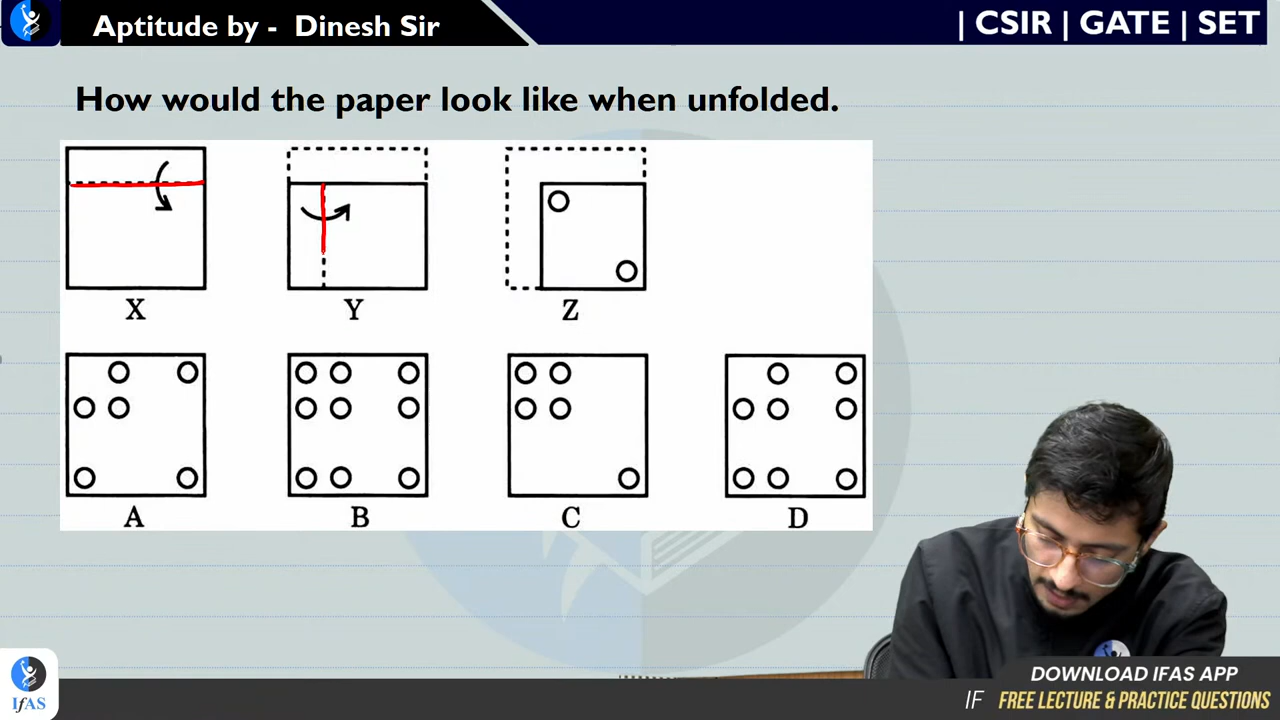 Aptitude by - Dinesh Sir
| CSIR | GATE | SET
How would the paper look like when unfolded.
X
Y
Z
A
B
C
D
IfAS
DOWNLOAD IFAS APP
IF FREE LECTURE & PRACTICE QUESTIONS